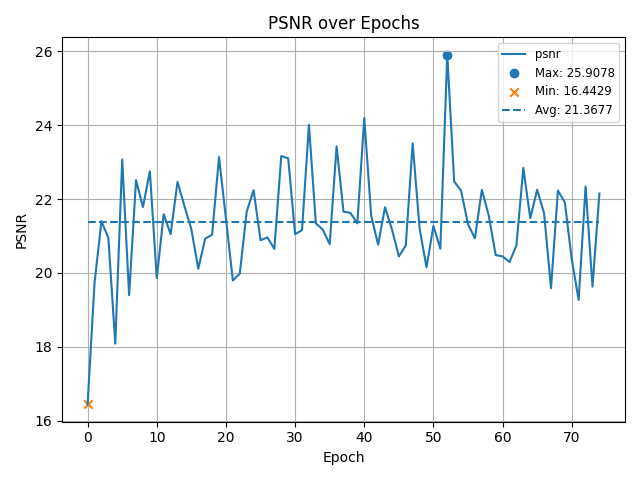 PSNR over Epochs
psnr
Max: 25.9078
Min: 16.4429
Avg: 21.3677
PSNR
26
24
22
20
18
16
0 10 20 30 40 50 60 70
Epoch